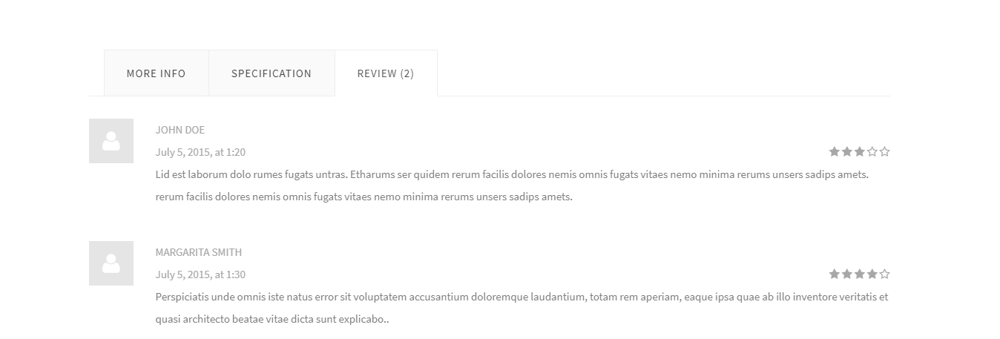 MORE INFO SPECIFICATION REVIEW (2)
JOHN DOE
July 5, 2015, at 1:20
Lid est laborum dolo rumes fugats untras. Etharums ser quidem rerum facilis dolores nemis omnis fugats vitaes nemo minima rerums unsers sadips amets.
rerum facilis dolores nemis omnis fugats vitaes nemo minima rerums unsers sadips amets.
MARGARITA SMITH
July 5, 2015, at 1:30
Perspiciatis unde omnis iste natus error sit voluptatem accusantium doloremque laudantium, totam rem aperiam, eaque ipsa quae ab illo inventore veritatis et
quasi architecto beatae vitae dicta sunt explicabo..